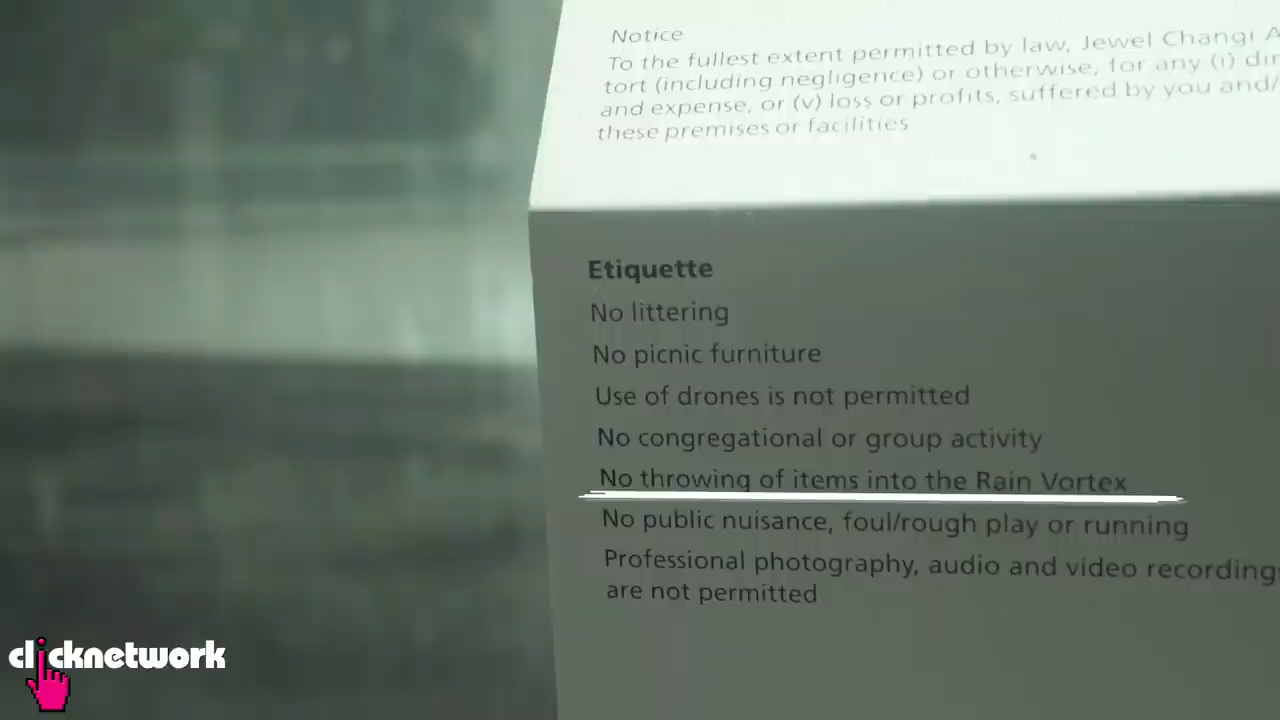 Notice
To the fullest extent permitted by law, Jewel Changi
tort (including negligence) or otherwise, for any (i)
and expense, or (v) loss or profits, suffered by you and/
these premises or facilities
Etiquette
No littering
No picnic furniture
Use of drones is not permitted
No congregational or group activity
No throwing of items into the Rain Vortex
No public nuisance, foul/rough play or running
Professional photography, audio and video recordings
are not permitted
clicknetwork